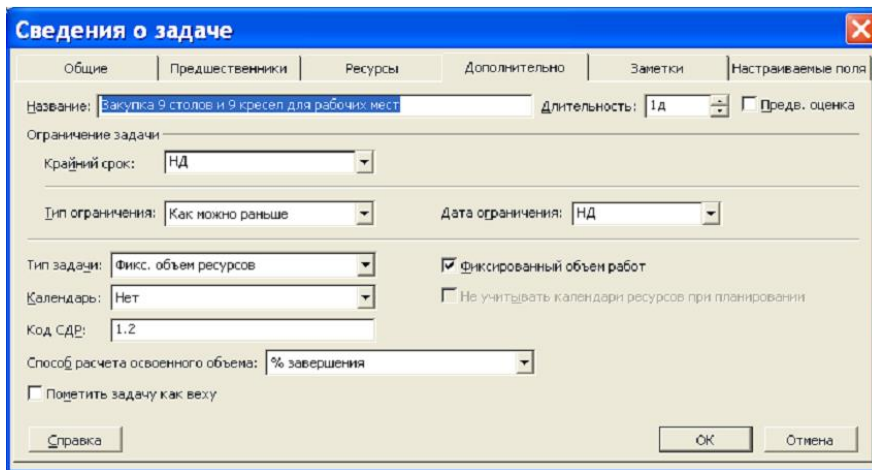 Сведения о задаче
Общие Предшественники Ресурсы Дополнительно Заметки Настраиваемые поля
Название: Закупка 9 столов и 9 кресел для рабочих мест Длительность: 1д Предв. оценка
Ограничение задачи
Крайний срок: НД
Тип ограничения: Как можно раньше Дата ограничения: НД
Тип задачи: Фикс. объем ресурсов Фиксированный объем работ
Календарь: Нет Не учитывать календари ресурсов при планировании
Код СДР: 1.2
Способ расчета освоенного объема: % завершения
Пометить задачу как веху
Справка ОК Отмена